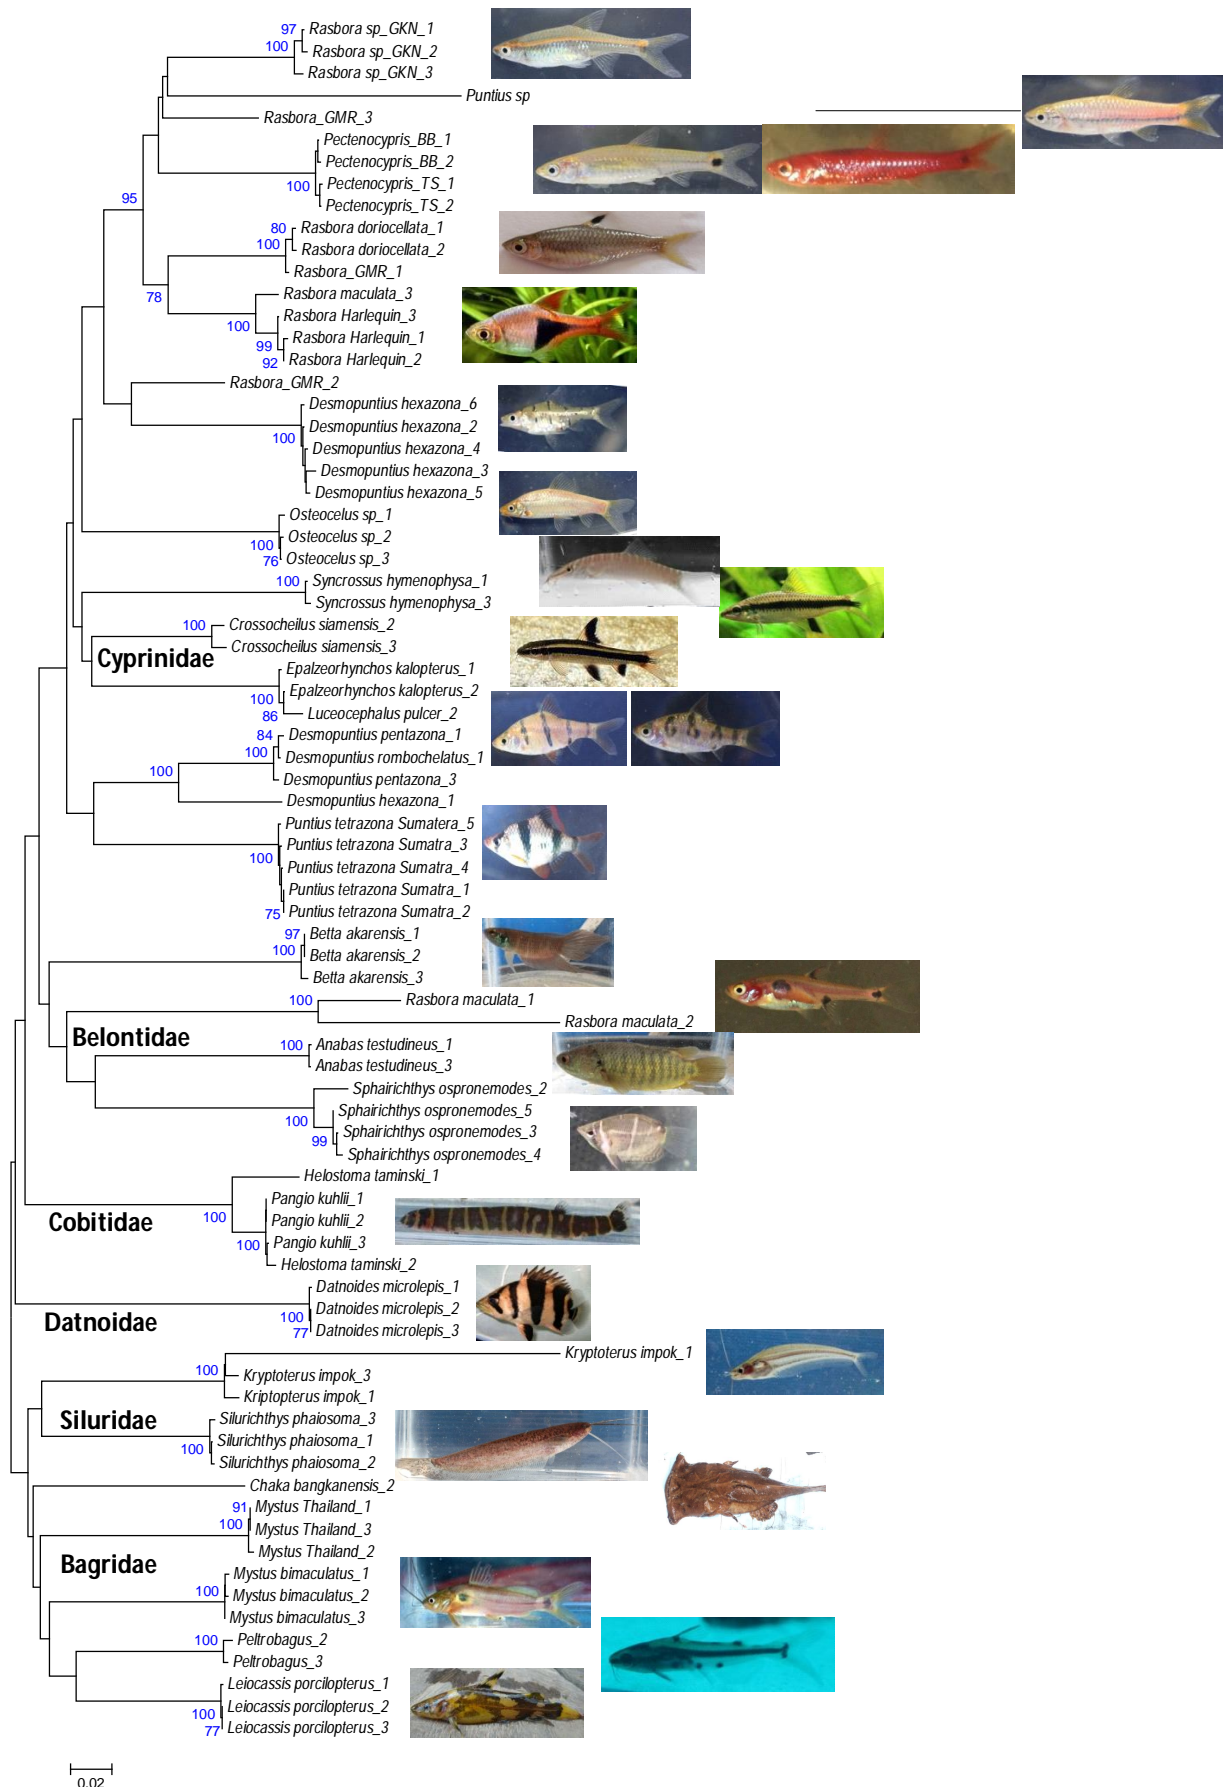 97
Rasbora sp_GKN_1
100
Rasbora sp_GKN_2
Rasbora sp_GKN_3
Puntius sp
Rasbora_GMR_3
Pectenocypris_BB_1
Pectenocypris_BB_2
100
Pectenocypris_TS_1
Pectenocypris_TS_2
95
80
Rasbora doriocellata_1
100
Rasbora doriocellata_2
Rasbora_GMR_1
78
Rasbora maculata_3
100
Rasbora Harlequin_3
Rasbora Harlequin_1
99
92
Rasbora Harlequin_2
Rasbora_GMR_2
Desmopuntius hexazona_6
Desmopuntius hexazona_2
100
Desmopuntius hexazona_4
Desmopuntius hexazona_3
Desmopuntius hexazona_5
Osteocelus sp_1
Osteocelus sp_2
100
76
Osteocelus sp_3
100
Syncrossus hymenophysa_1
Syncrossus hymenophysa_3
100
Crossocheilus siamensis_2
Crossocheilus siamensis_3
Cyprinidae
Epalzeorhynchos kalopterus_1
Epalzeorhynchos kalopterus_2
100
86
Luceocephalus pulcer_2
84
Desmopuntius pentazona_1
100
Desmopuntius rombochelatus_1
100
Desmopuntius pentazona_3
Desmopuntius hexazona_1
Puntius tetrazona Sumatera_5
Puntius tetrazona Sumatra_3
100
Puntius tetrazona Sumatra_4
Puntius tetrazona Sumatra_1
75
Puntius tetrazona Sumatra_2
97
Betta akarensis_1
100
Betta akarensis_2
Betta akarensis_3
100
Rasbora maculata_1
Rasbora maculata_2
Belontidae
100
Anabas testudineus_1
Anabas testudineus_3
Sphairichthys ospronemodes_2
Sphairichthys ospronemodes_5
100
Sphairichthys ospronemodes_3
99
Sphairichthys ospronemodes_4
Helostoma taminski_1
Pangio kuhlii_1
100
Pangio kuhlii_2
Cobitidae
100
Pangio kuhlii_3
Helostoma taminski_2
Datnoides microlepis_1
Datnoides microlepis_2
100
Datnoidae
77
Datnoides microlepis_3
Kryptoterus impok_1
100
Kryptoterus impok_3
Kriptopterus impok_1
Siluridae
Silurichthys phaiosoma_3
Silurichthys phaiosoma_1
100
Silurichthys phaiosoma_2
Chaka bangkanensis_2
91
Mystus Thailand_1
100
Mystus Thailand_3
Mystus Thailand_2
Bagridae
Mystus bimaculatus_1
100
Mystus bimaculatus_2
Mystus bimaculatus_3
100
Peltrobagus_2
Peltrobagus_3
Leiocassis porcilopterus_1
Leiocassis porcilopterus_2
100
77
Leiocassis porcilopterus_3
0.02